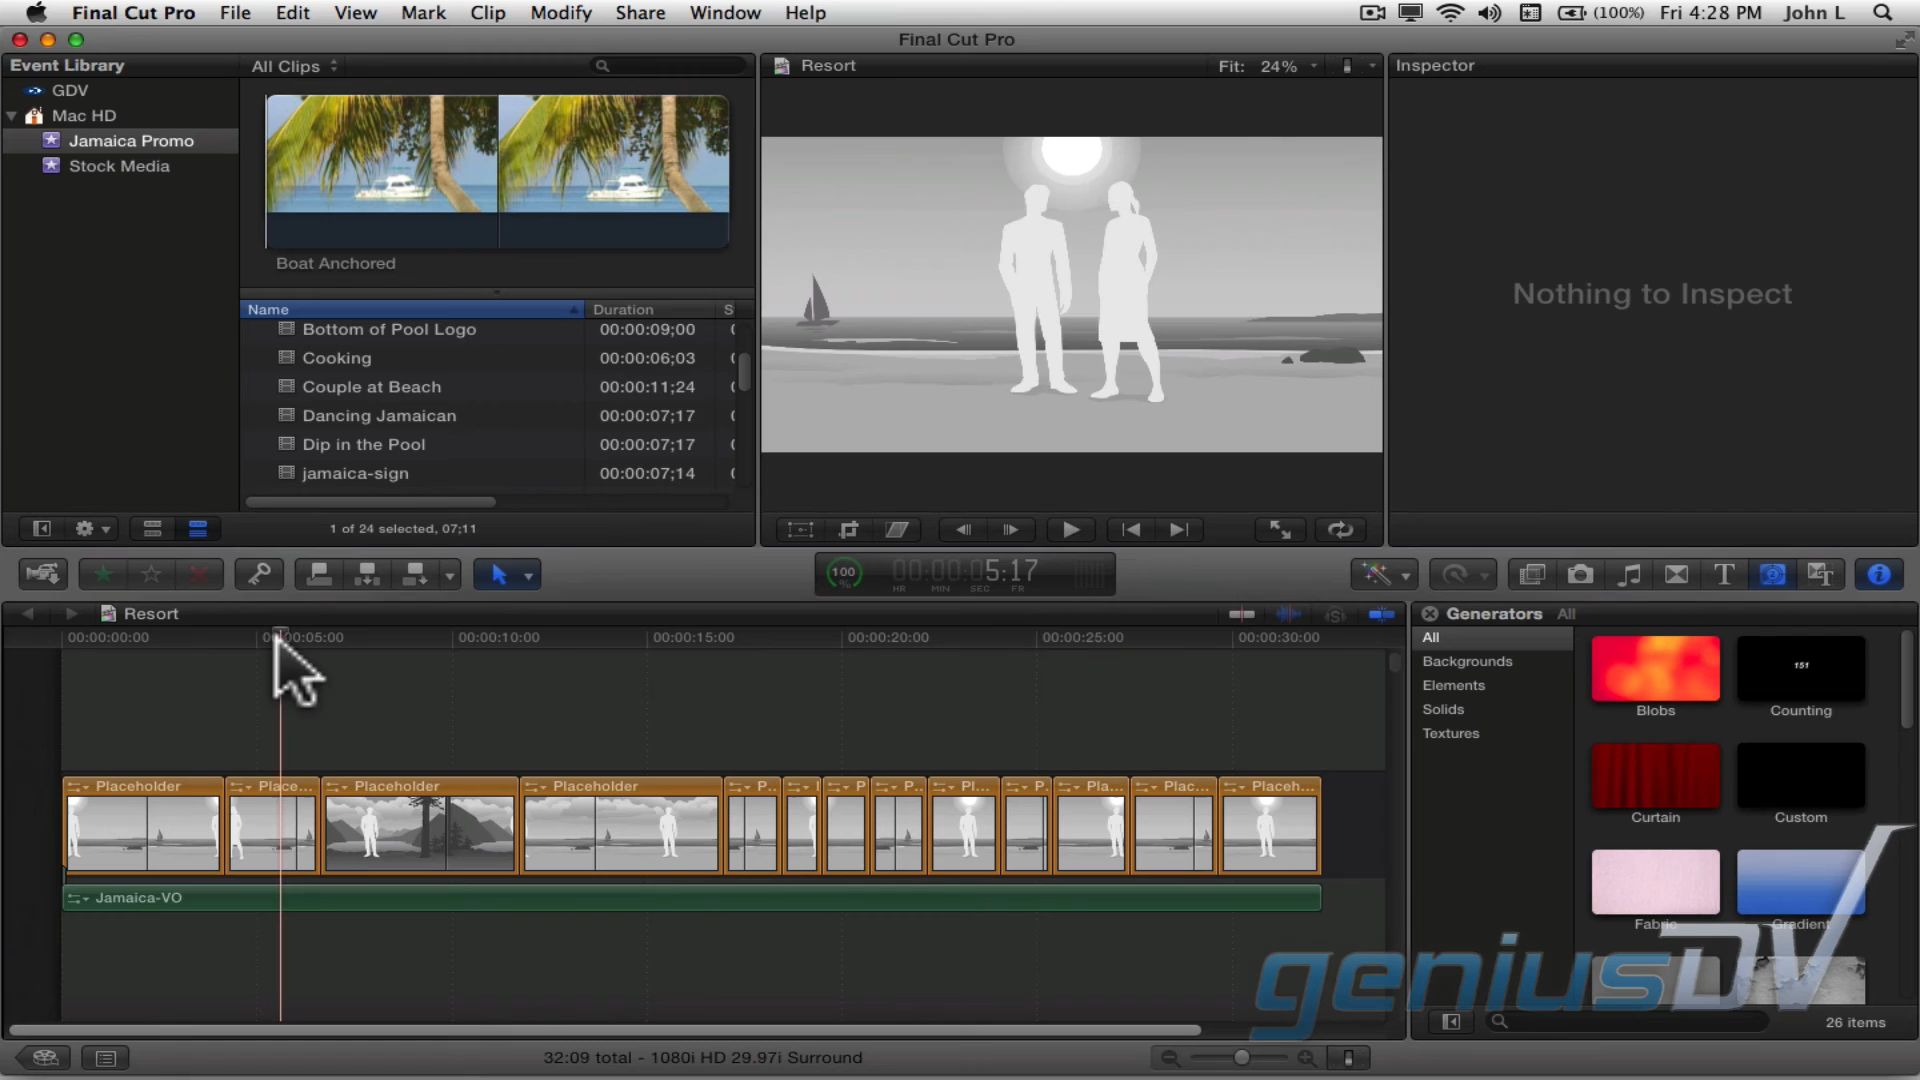 Final Cut Pro File Edit View Mark Clip Modify Share Window Help (100%) Fri 4:28 PM John L
Final Cut Pro
Event Library All Clips Resort Fit: 24% Inspector
GDV
Mac HD
Jamaica Promo
Stock Media
Boat Anchored
Nothing to Inspect
Name Duration S
Bottom of Pool Logo 00:00:09;00
Cooking 00:00:06;03
Couple at Beach 00:00:11;24
Dancing Jamaican 00:00:07;17
Dip in the Pool 00:00:07;17
jamaica-sign 00:00:07;14
1 of 24 selected, 07;11
100 % 00:00:05:17
HR MIN SEC FR
Resort
Generators All
00:00:00:00 00:00:05:00 00:00:10:00 00:00:15:00 00:00:20:00 00:00:25:00 00:00:30:00
All
Backgrounds
Elements
Solids
Textures
151
Blobs Counting
Curtain Custom
Fabric Gradient
Placeholder Place... Placeholder Placeholder P... I P P... Pl... P... Pla... Plac... Placeh...
Jamaica-VO
geniusDV
26 items
32:09 total - 1080i HD 29.97i Surround